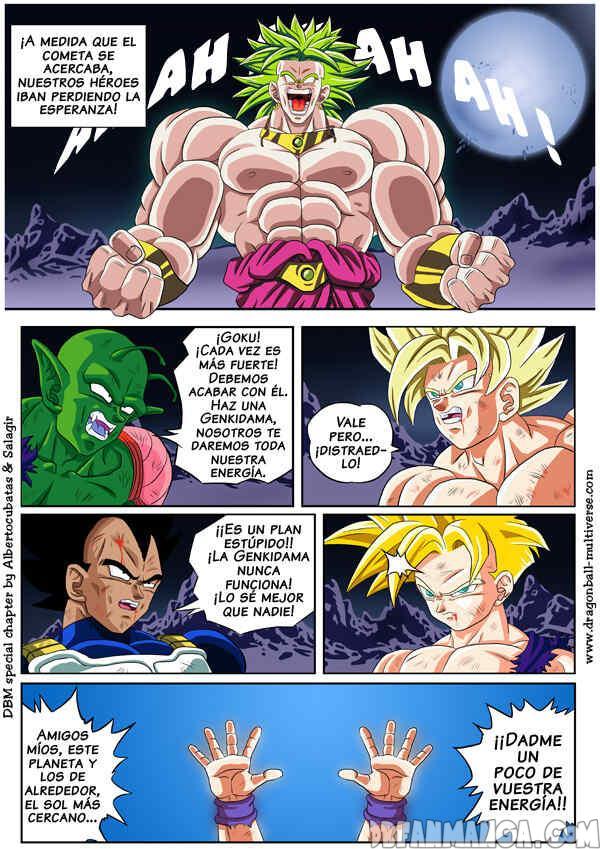 ¡A MEDIDA QUE EL
COMETA SE
ACERCABA,
NUESTROS HÉROES
IBAN PERDIENDO LA
ESPERANZA!
AH AH AH AH AH!
¡GOKU!
¡CADA VEZ ES
MÁS FUERTE!
DEBEMOS
ACABAR CON ÉL.
HAZ UNA
GENKIDAMA,
NOSOTROS TE
DAREMOS TODA
NUESTRA
ENERGÍA.
VALE
PERO...
¡DISTRAED-
LO!
¡¡ES UN PLAN
ESTÚPIDO!!
¡LA GENKIDAMA
NUNCA
FUNCIONA!
¡LO SÉ MEJOR
QUE NADIE!
AMIGOS
MÍOS, ESTE
PLANETA Y
LOS DE
ALREDEDOR,
EL SOL MÁS
CERCANO...
¡¡DADME
UN POCO
DE
VUESTRA
ENERGÍA!!
DBM special chapter by Albertocubatas & Salagir
www.dragonball-multiverse.com
DREANMANGA.COM